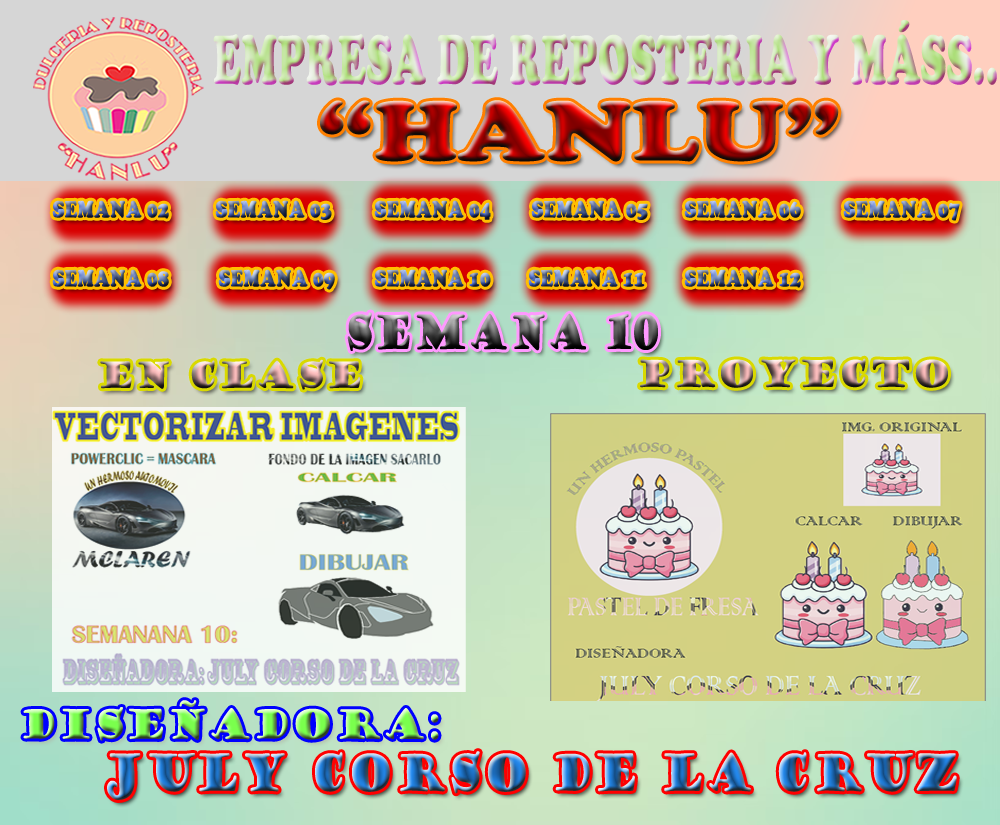 DULCERIA Y REPOSTERIA
"HANLU"
EMPRESA DE REPOSTERIA Y MÁSS..
"HANLU"
SEMANA 02
SEMANA 03
SEMANA 04
SEMANA 05
SEMANA 06
SEMANA 07
SEMANA 08
SEMANA 09
SEMANA 10
SEMANA 11
SEMANA 12
SEMANA 10
EN CLASE
VECTORIZAR IMAGENES
POWERCLIC = MASCARA
FONDO DE LA IMAGEN SACARLO
UN HERMOSO AUTOMOVIL
CALCAR
MCLAREN
DIBUJAR
SEMANANA 10:
DISEÑADORA: JULY CORSO DE LA CRUZ
PROYECTO
IMG. ORIGINAL
UN HERMOSO PASTEL
CALCAR
DIBUJAR
PASTEL DE FRESA
DISEÑADORA
JULY CORSO DE LA CRUZ
DISEÑADORA:
JULY CORSO DE LA CRUZ